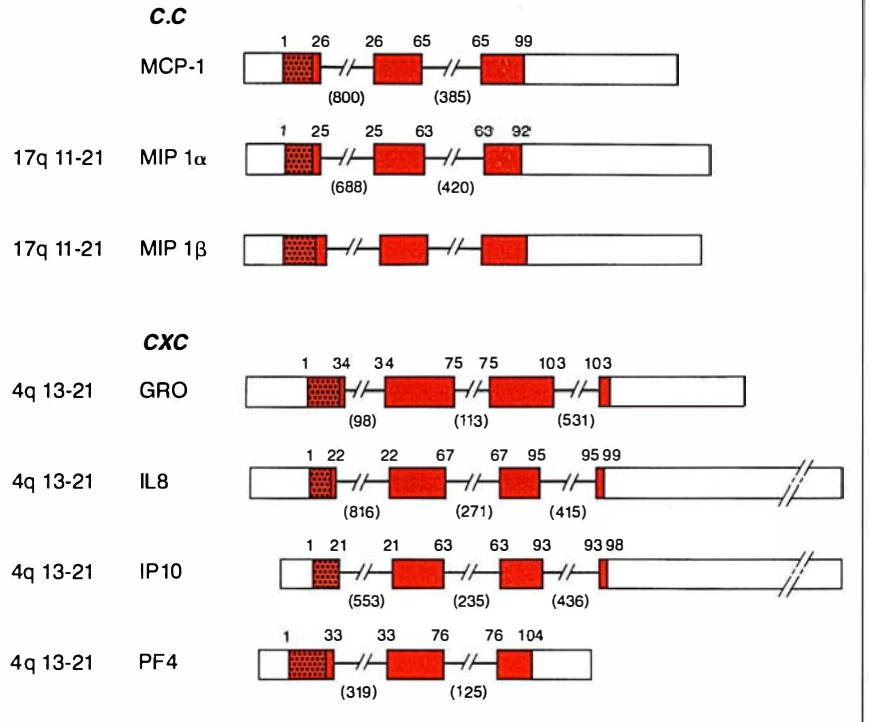 C.C
1 26 26 65 65 99
MCP-1
(800) (385)
1 25 25 63 63 92
17q 11-21 MIP 1α
(688) (420)
17q 11-21 MIP 1β
CXC
1 34 34 75 75 103 103
4q 13-21 GRO
(98) (113) (531)
1 22 22 67 67 95 95 99
4q 13-21 IL8
(816) (271) (415)
1 21 21 63 63 93 93 98
4q 13-21 IP10
(553) (235) (436)
1 33 33 76 76 104
4q 13-21 PF4
(319) (125)